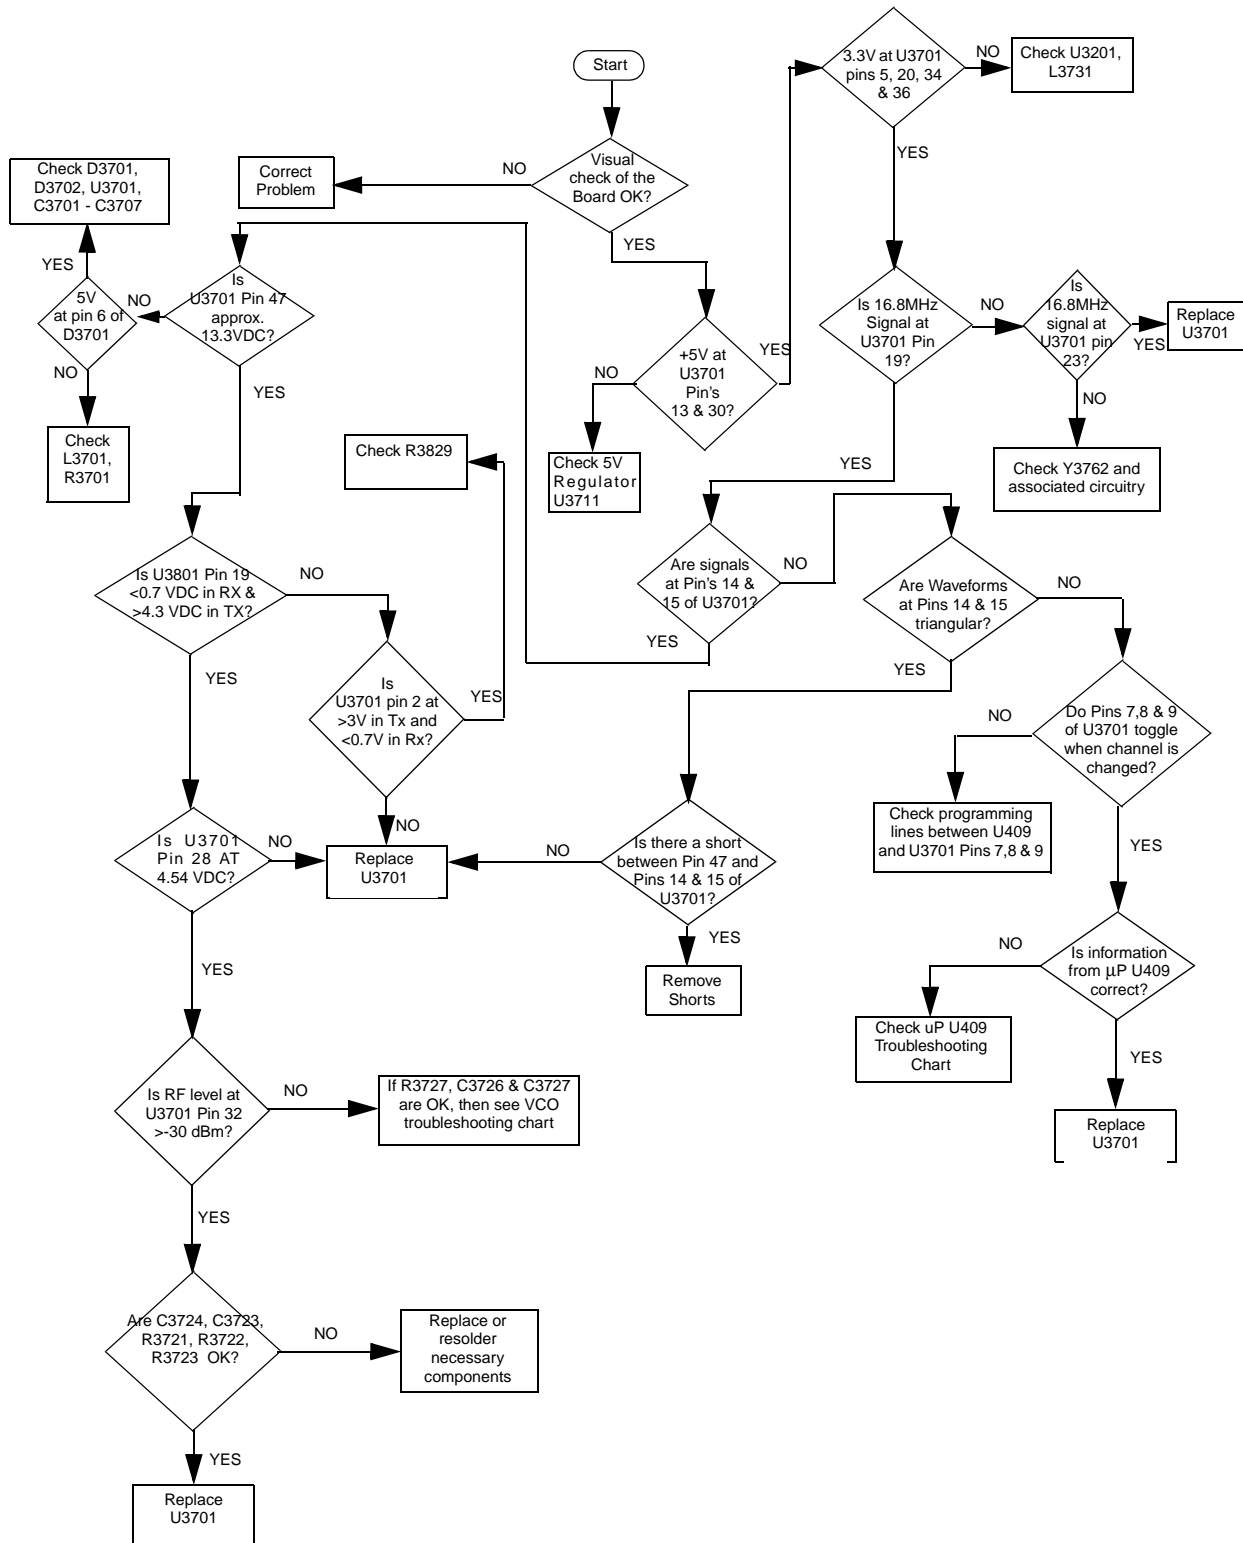 Start
Visual
check of the
Board OK?
NO
Correct
Problem
YES
+5V at
U3701
Pin's
13 & 30?
NO
Check 5V
Regulator
U3711
YES
3.3V at U3701
pins 5, 20, 34
& 36
NO
Check U3201,
L3731
YES
Is 16.8MHz
Signal at
U3701 Pin
19?
NO
Is
16.8MHz
signal at
U3701 pin
23?
YES
Replace
U3701
NO
Check Y3762 and
associated circuitry
YES
Are signals
at Pin's 14 &
15 of U3701?
NO
Are Waveforms
at Pins 14 & 15
triangular?
NO
Do Pins 7,8 & 9
of U3701 toggle
when channel is
changed?
NO
Check programming
lines between U409
and U3701 Pins 7,8 & 9
YES
Is information
from μP U409
correct?
NO
Check uP U409
Troubleshooting
Chart
YES
Replace
U3701
YES
Is there a short
between Pin 47 and
Pins 14 & 15 of
U3701?
NO
YES
Remove
Shorts
YES
Is
U3701 Pin 47
approx.
13.3VDC?
NO
5V
at pin 6 of
D3701
YES
Check D3701,
D3702, U3701,
C3701 - C3707
NO
Check
L3701,
R3701
YES
Is U3801 Pin 19
<0.7 VDC in RX &
>4.3 VDC in TX?
NO
Is
U3701 pin 2 at
>3V in Tx and
<0.7V in Rx?
YES
Check R3829
NO
Replace
U3701
YES
Is U3701
Pin 28 AT
4.54 VDC?
NO
YES
Is RF level at
U3701 Pin 32
>-30 dBm?
NO
If R3727, C3726 & C3727
are OK, then see VCO
troubleshooting chart
YES
Are C3724, C3723,
R3721, R3722,
R3723 OK?
NO
Replace or
resolder
necessary
components
YES
Replace
U3701